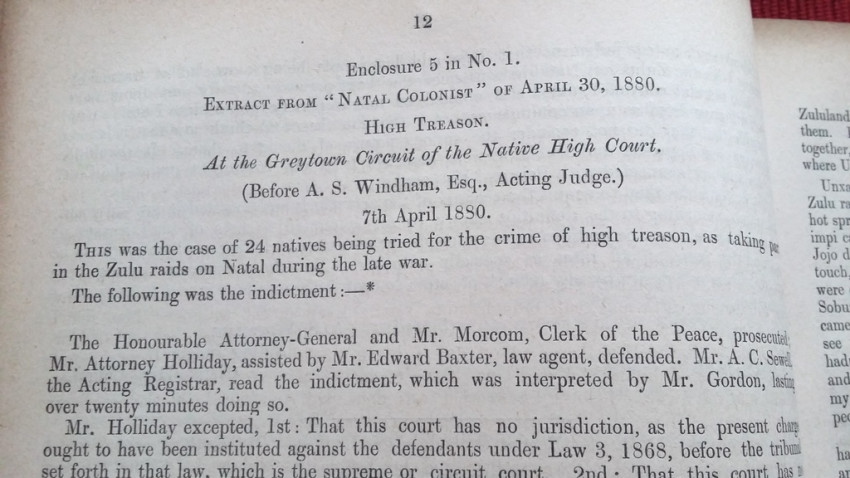 12
Enclosure 5 in No. 1.
EXTRACT FROM “NATAL COLONIST” OF APRIL 30, 1880.
HIGH TREASON.
At the Greytown Circuit of the Native High Court.
(Before A. S. Windham, Esq., Acting Judge.)
7th April 1880.
THIS was the case of 24 natives being tried for the crime of high treason, as taking
in the Zulu raids on Natal during the late war.
The following was the indictment:—*
The Honourable Attorney-General and Mr. Morcom, Clerk of the Peace, prosecuted;
Mr. Attorney Holliday, assisted by Mr. Edward Baxter, law agent, defended. Mr. A. C. Sewell,
the Acting Registrar, read the indictment, which was interpreted by Mr. Gordon, lasting
over twenty minutes doing so.
Mr. Holliday excepted, 1st: That this court has no jurisdiction, as the present
ought to have been instituted against the defendants under Law 3, 1868, before the
set forth in that law, which is the supreme or circuit court. 2nd: That this court has
Zululand
them.
together,
where
Zulu
hot
impi
Jojo
touch,
were
came
see
had
and
my